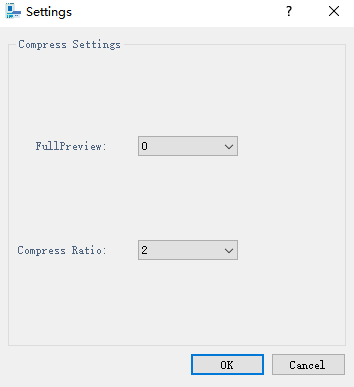 Settings
Compress Settings
FullPreview: 0
Compress Ratio: 2
OK Cancel